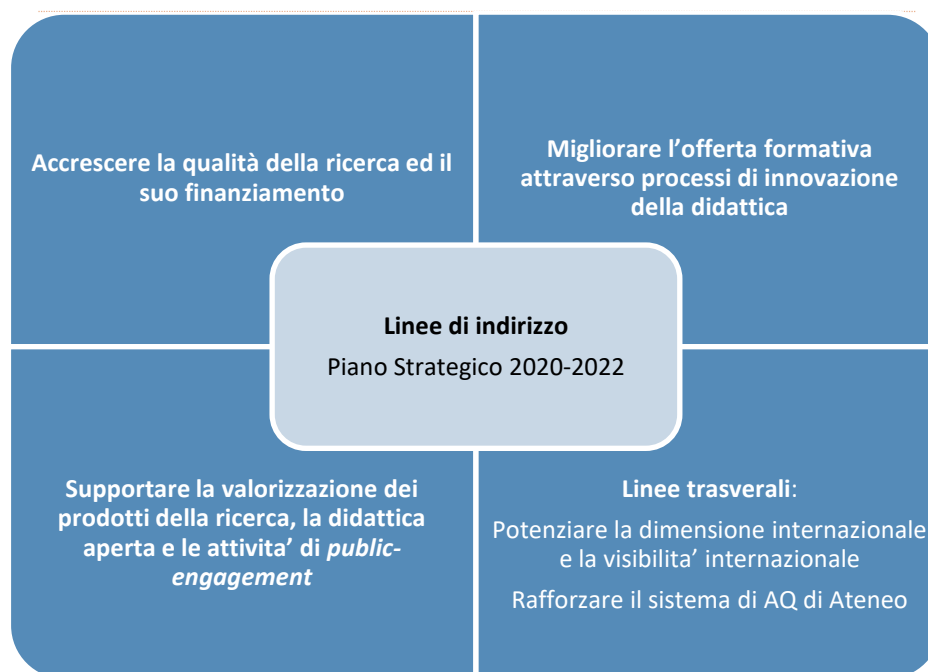 Accrescere la qualità della ricerca ed il
suo finanziamento
Migliorare l’offerta formativa
attraverso processi di innovazione
della didattica
Linee di indirizzo
Piano Strategico 2020-2022
Supportare la valorizzazione dei
prodotti della ricerca, la didattica
aperta e le attivita’ di public-
engagement
Linee trasverali:
Potenziare la dimensione internazionale
e la visibilita’ internazionale
Rafforzare il sistema di AQ di Ateneo